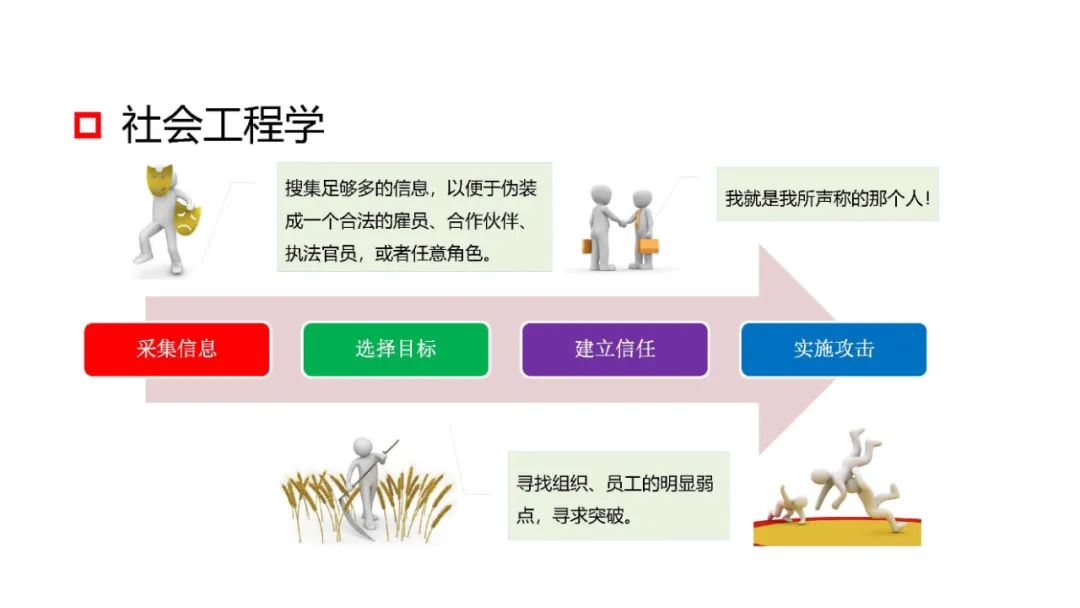 社会工程学
搜集足够多的信息，以便于伪装
成一个合法的雇员、合作伙伴、
执法官员，或者任意角色。
我就是我所声称的那个人！
采集信息
选择目标
建立信任
实施攻击
寻找组织、员工的明显弱
点，寻求突破。